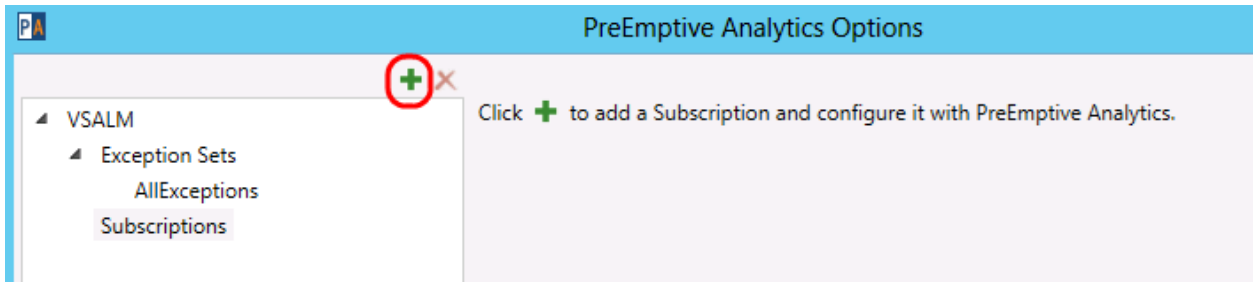 PA
PreEmptive Analytics Options
Click to add a Subscription and configure it with PreEmptive Analytics.
VSALM
Exception Sets
AllExceptions
Subscriptions